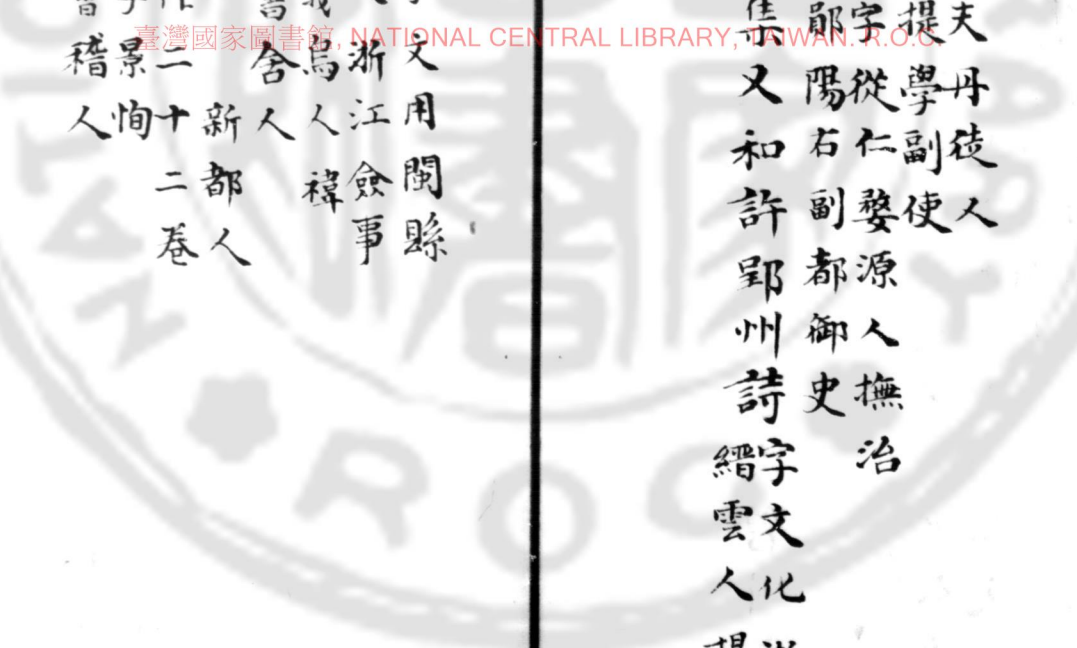 臺灣國家圖書館, NATIONAL CENTRAL LIBRARY, TAIWAN. R.O.C.
夫丹徒人
提學副使
字從仁婺源人撫治
鄖陽右副都御史
集又和許郢州詩
字文化
縉雲人
文用閩縣
浙江僉事
烏人禕
舍人
新都人
二十二卷
景恂
稽人